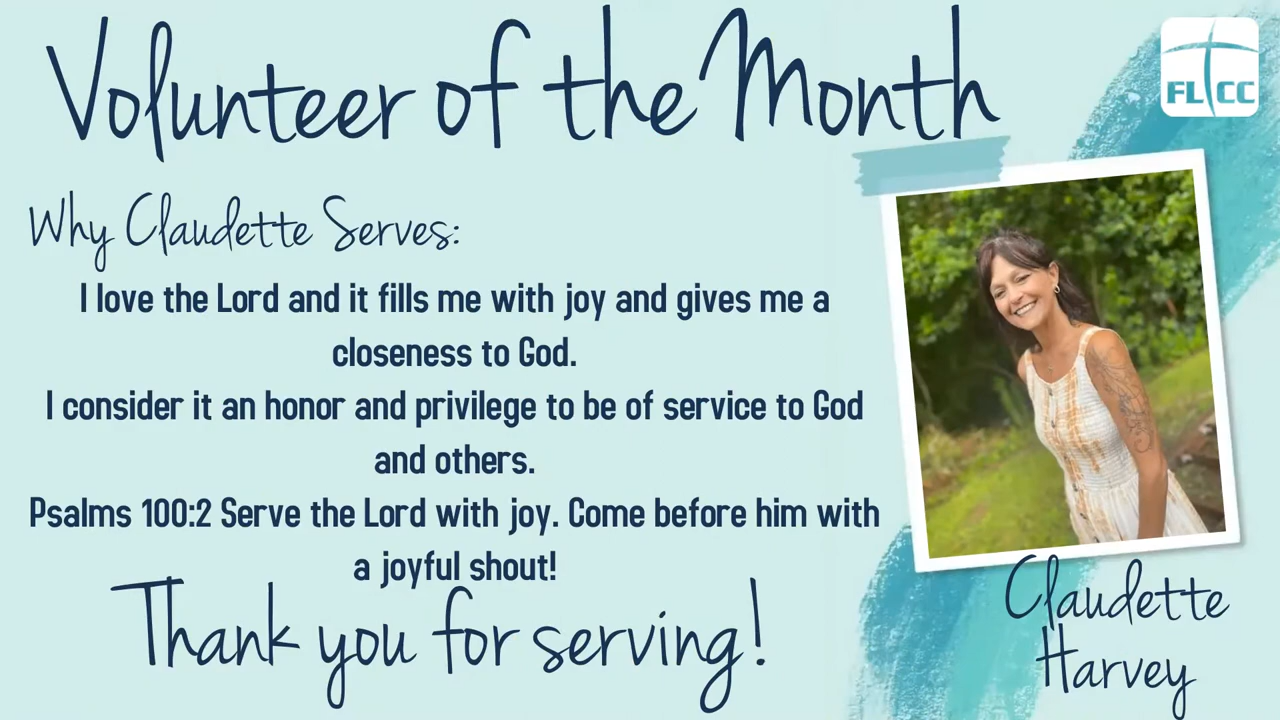 Volunteer of the Month
FLCC
Why Claudette Serves:
I love the Lord and it fills me with joy and gives me a
closeness to God.
I consider it an honor and privilege to be of service to God
and others.
Psalms 100:2 Serve the Lord with joy. Come before him with
a joyful shout!
Thank you for serving!
Claudette
Harvey